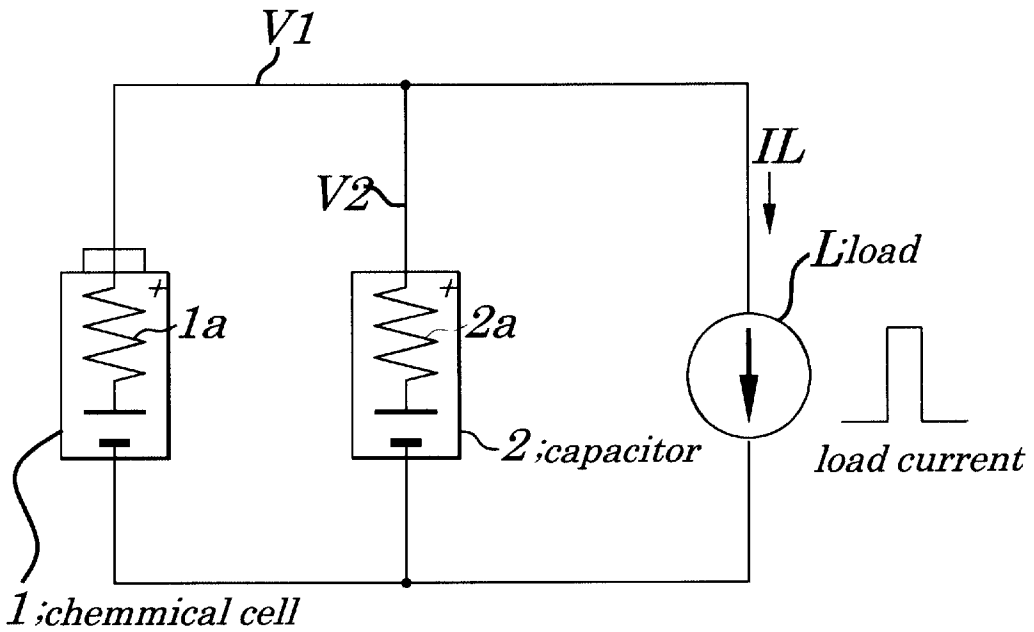 V1
IL
V2
L;load
+
1a
+
2a
2;capacitor
load current
1;chemmical cell